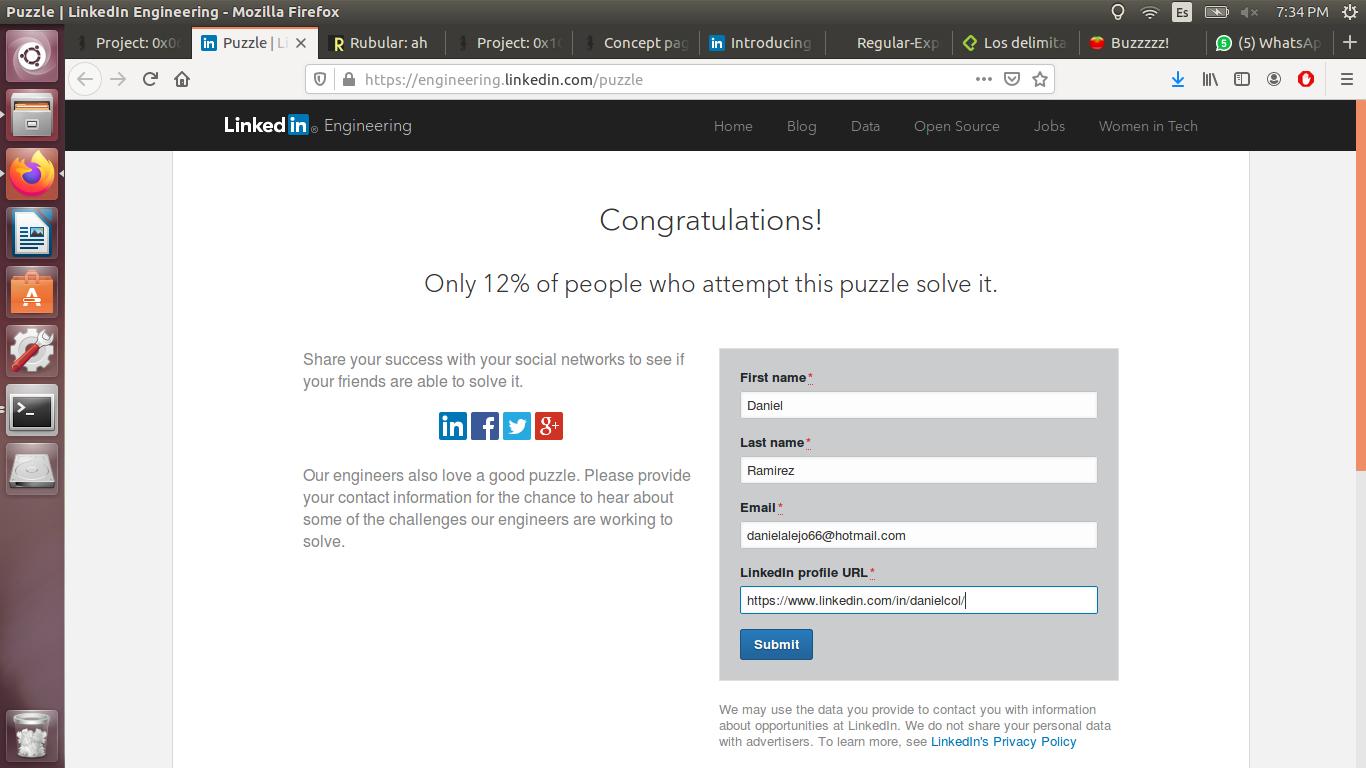 Puzzle | LinkedIn Engineering - Mozilla Firefox
Es
7:34 PM
Project: 0x0
Puzzle | Li
Rubular: ah
Project: 0x1
Concept pag
Introducing
Regular-Exp
Los delimita
Buzzzzz!
(5) WhatsAp
https://engineering.linkedin.com/puzzle
Linked in® Engineering
Home
Blog
Data
Open Source
Jobs
Women in Tech
Congratulations!
Only 12% of people who attempt this puzzle solve it.
Share your success with your social networks to see if
your friends are able to solve it.
in f g+
Our engineers also love a good puzzle. Please provide
your contact information for the chance to hear about
some of the challenges our engineers are working to
solve.
First name*
Daniel
Last name*
Ramirez
Email*
danielalejo66@hotmail.com
LinkedIn profile URL*
https://www.linkedin.com/in/danielcol/
Submit
We may use the data you provide to contact you with information
about opportunities at LinkedIn. We do not share your personal data
with advertisers. To learn more, see LinkedIn's Privacy Policy